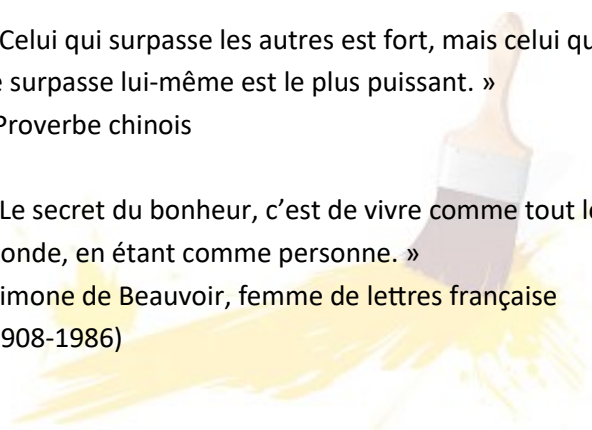 Celui qui surpasse les autres est fort, mais celui qu
surpasse lui-même est le plus puissant. »
Proverbe chinois
Le secret du bonheur, c’est de vivre comme tout l
onde, en étant comme personne. »
imone de Beauvoir, femme de lettres française
908-1986)